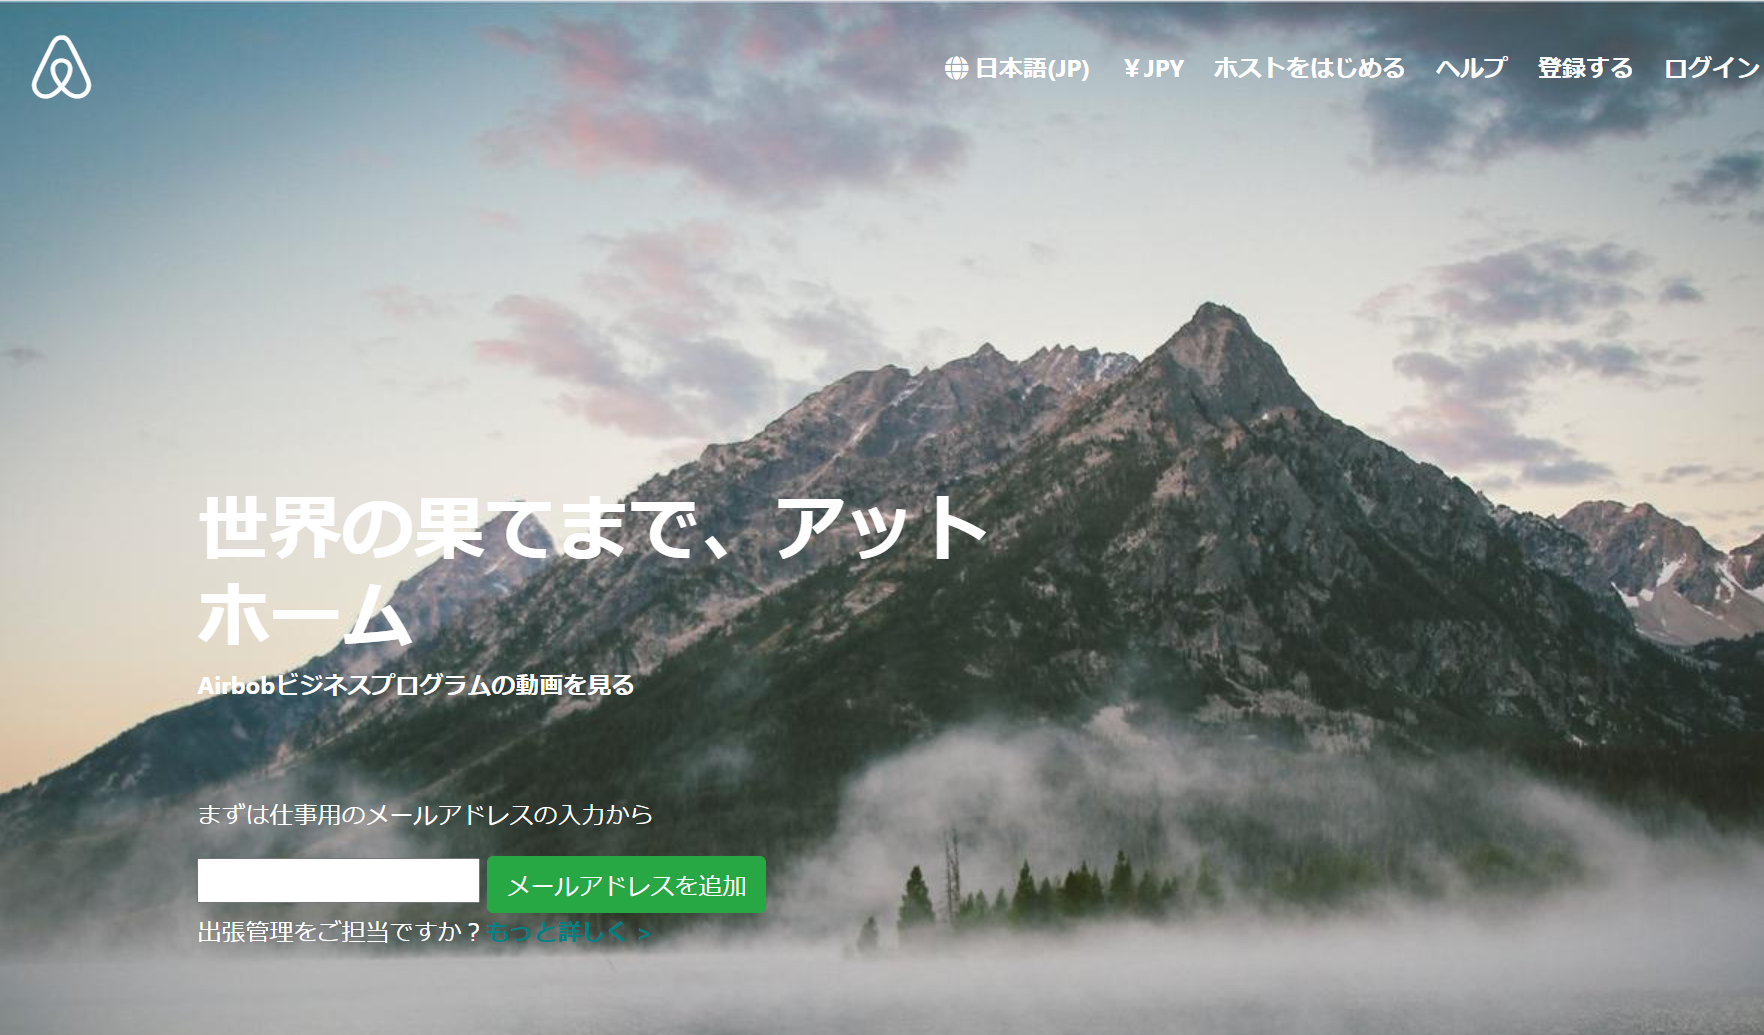 日本語(JP) ￥JPY ホストをはじめる ヘルプ 登録する ログイン
世界の果てまで、アット
ホーム
Airbobビジネスプログラムの動画を見る
まずは仕事用のメールアドレスの入力から
メールアドレスを追加
出張管理をご担当ですか？もっと詳しく >